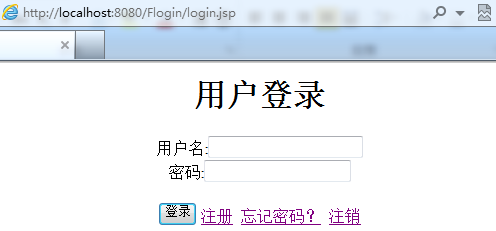 http://localhost:8080/Flogin/login.jsp
用户登录
用户名:
密码:
登录 注册 忘记密码？ 注销